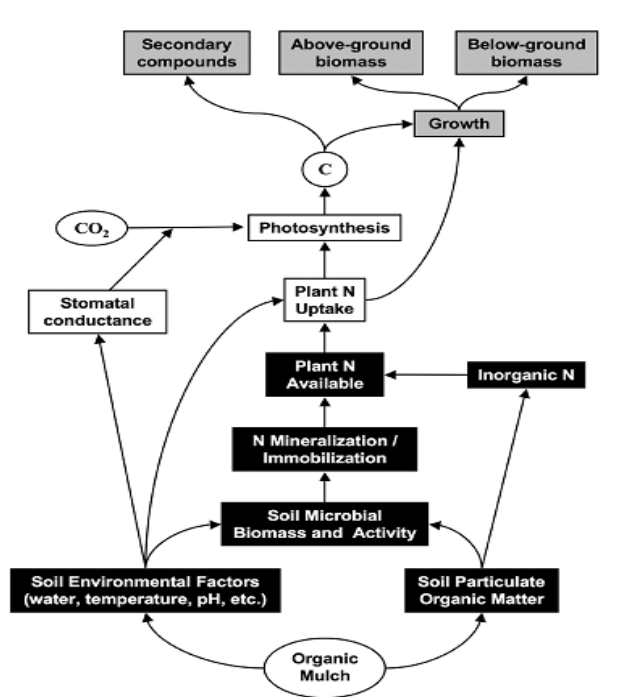 Secondary
compounds
Above-ground
biomass
Below-ground
biomass
Growth
C
CO₂
Photosynthesis
Stomatal
conductance
Plant N
Uptake
Plant N
Available
Inorganic N
N Mineralization /
Immobilization
Soil Microbial
Biomass and Activity
Soil Environmental Factors
(water, temperature, pH, etc.)
Soil Particulate
Organic Matter
Organic
Mulch